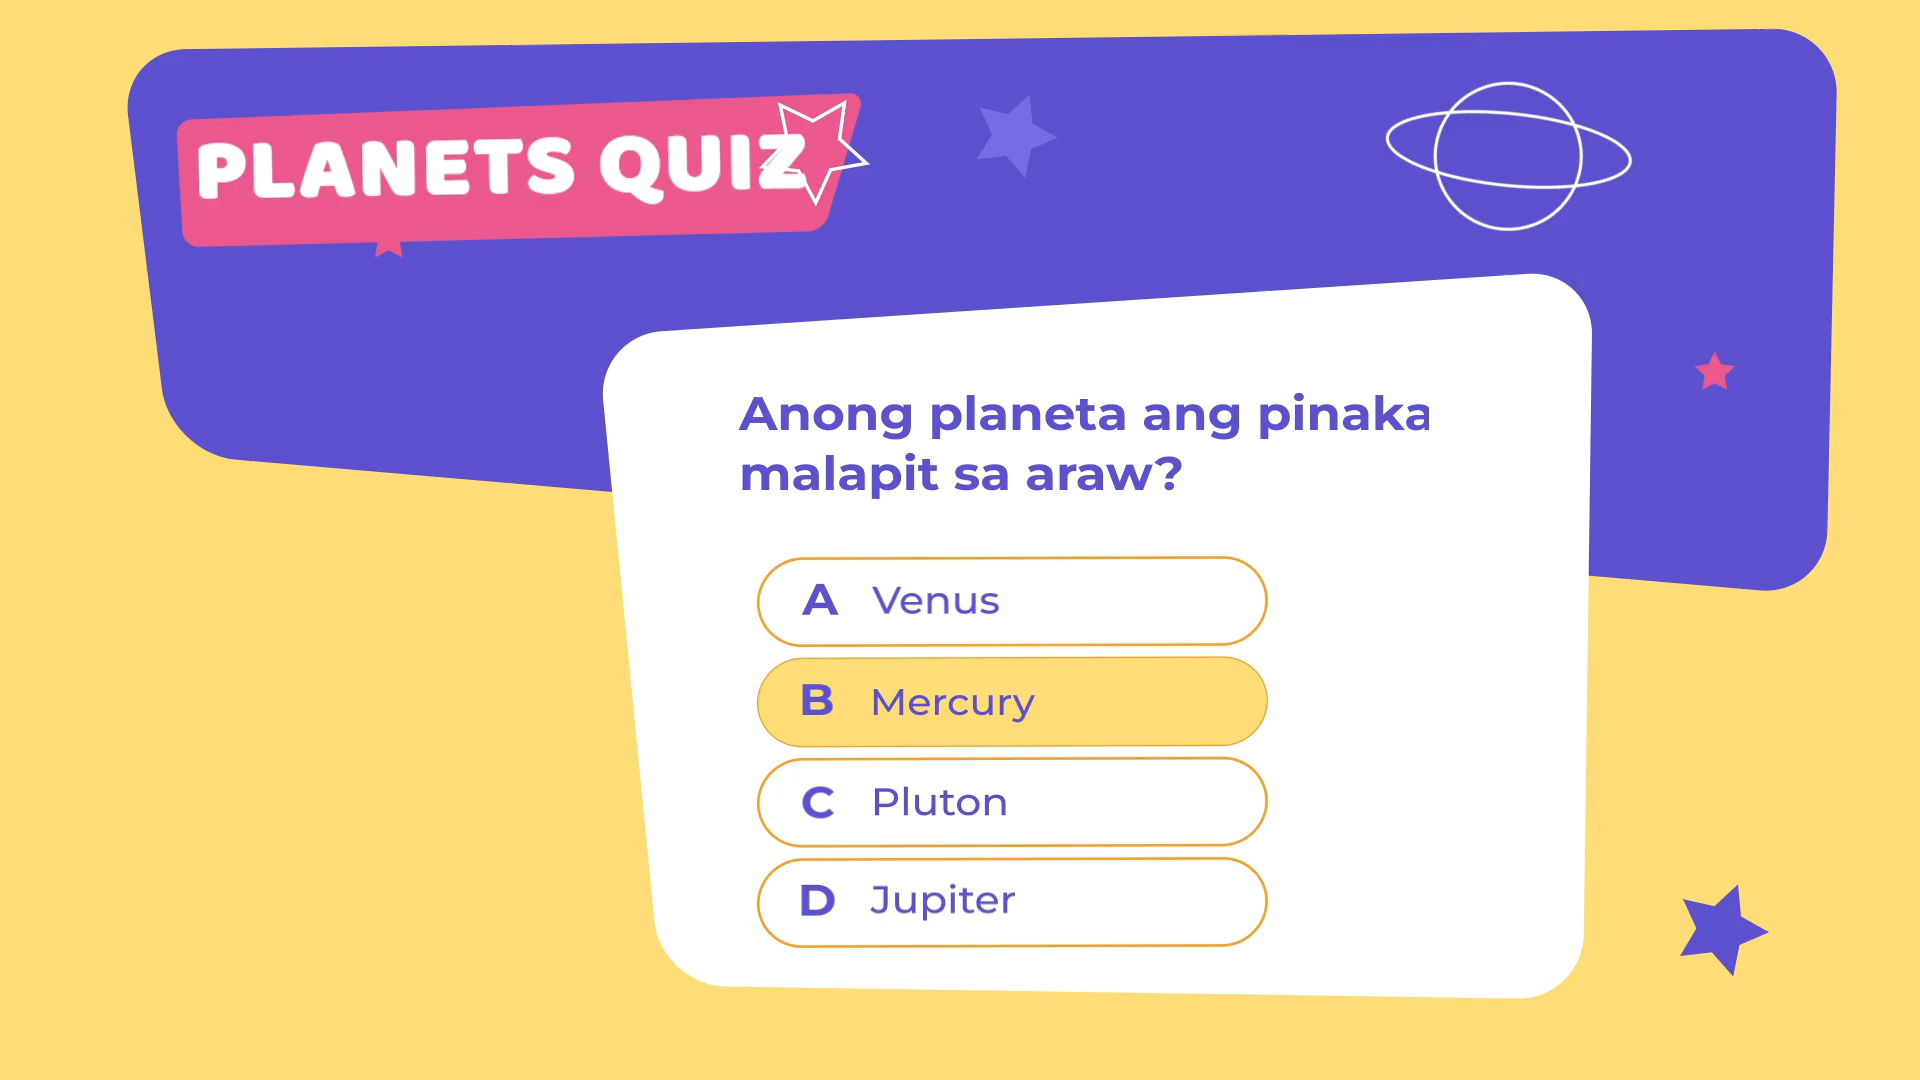 PLANETS QUIZ
Anong planeta ang pinaka
malapit sa araw?
A Venus
B Mercury
C Pluton
D Jupiter